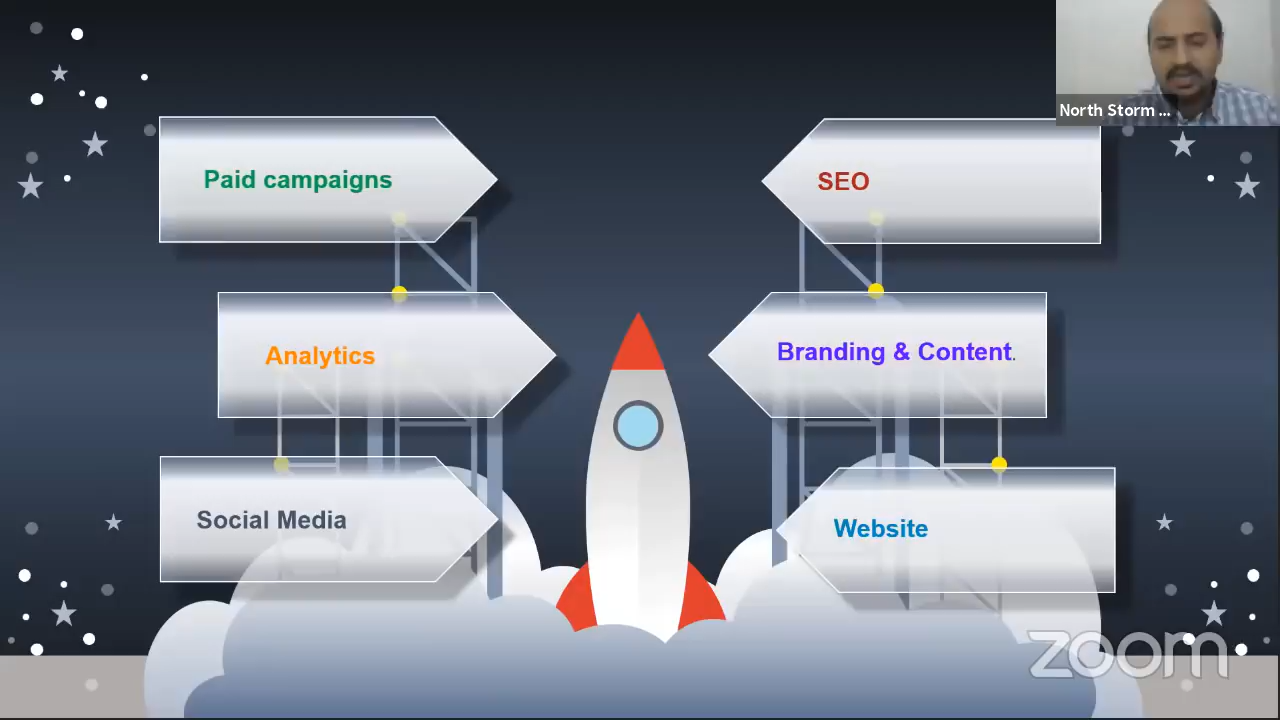 North Storm ...
Paid campaigns
SEO
Analytics
Branding & Content.
Social Media
Website
zoom